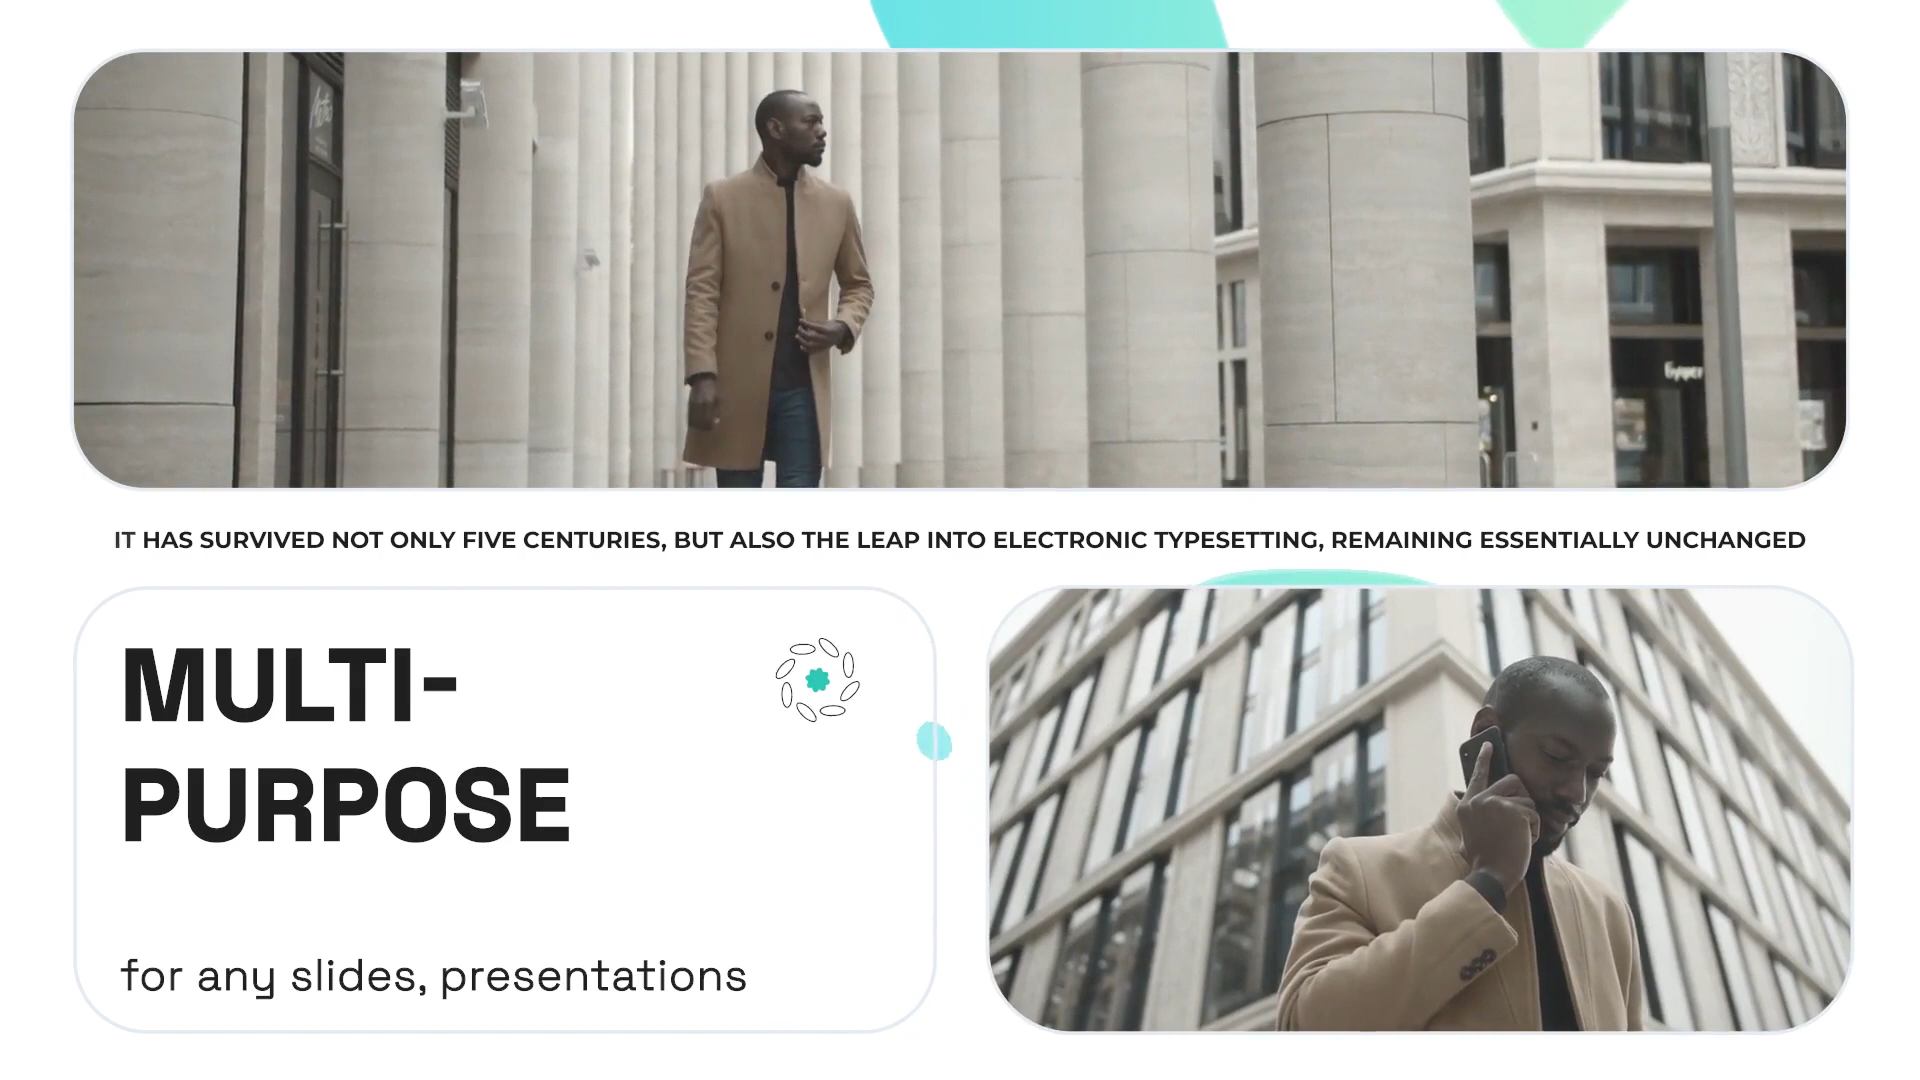 IT HAS SURVIVED NOT ONLY FIVE CENTURIES, BUT ALSO THE LEAP INTO ELECTRONIC TYPESETTING, REMAINING ESSENTIALLY UNCHANGED
MULTI-
PURPOSE
for any slides, presentations